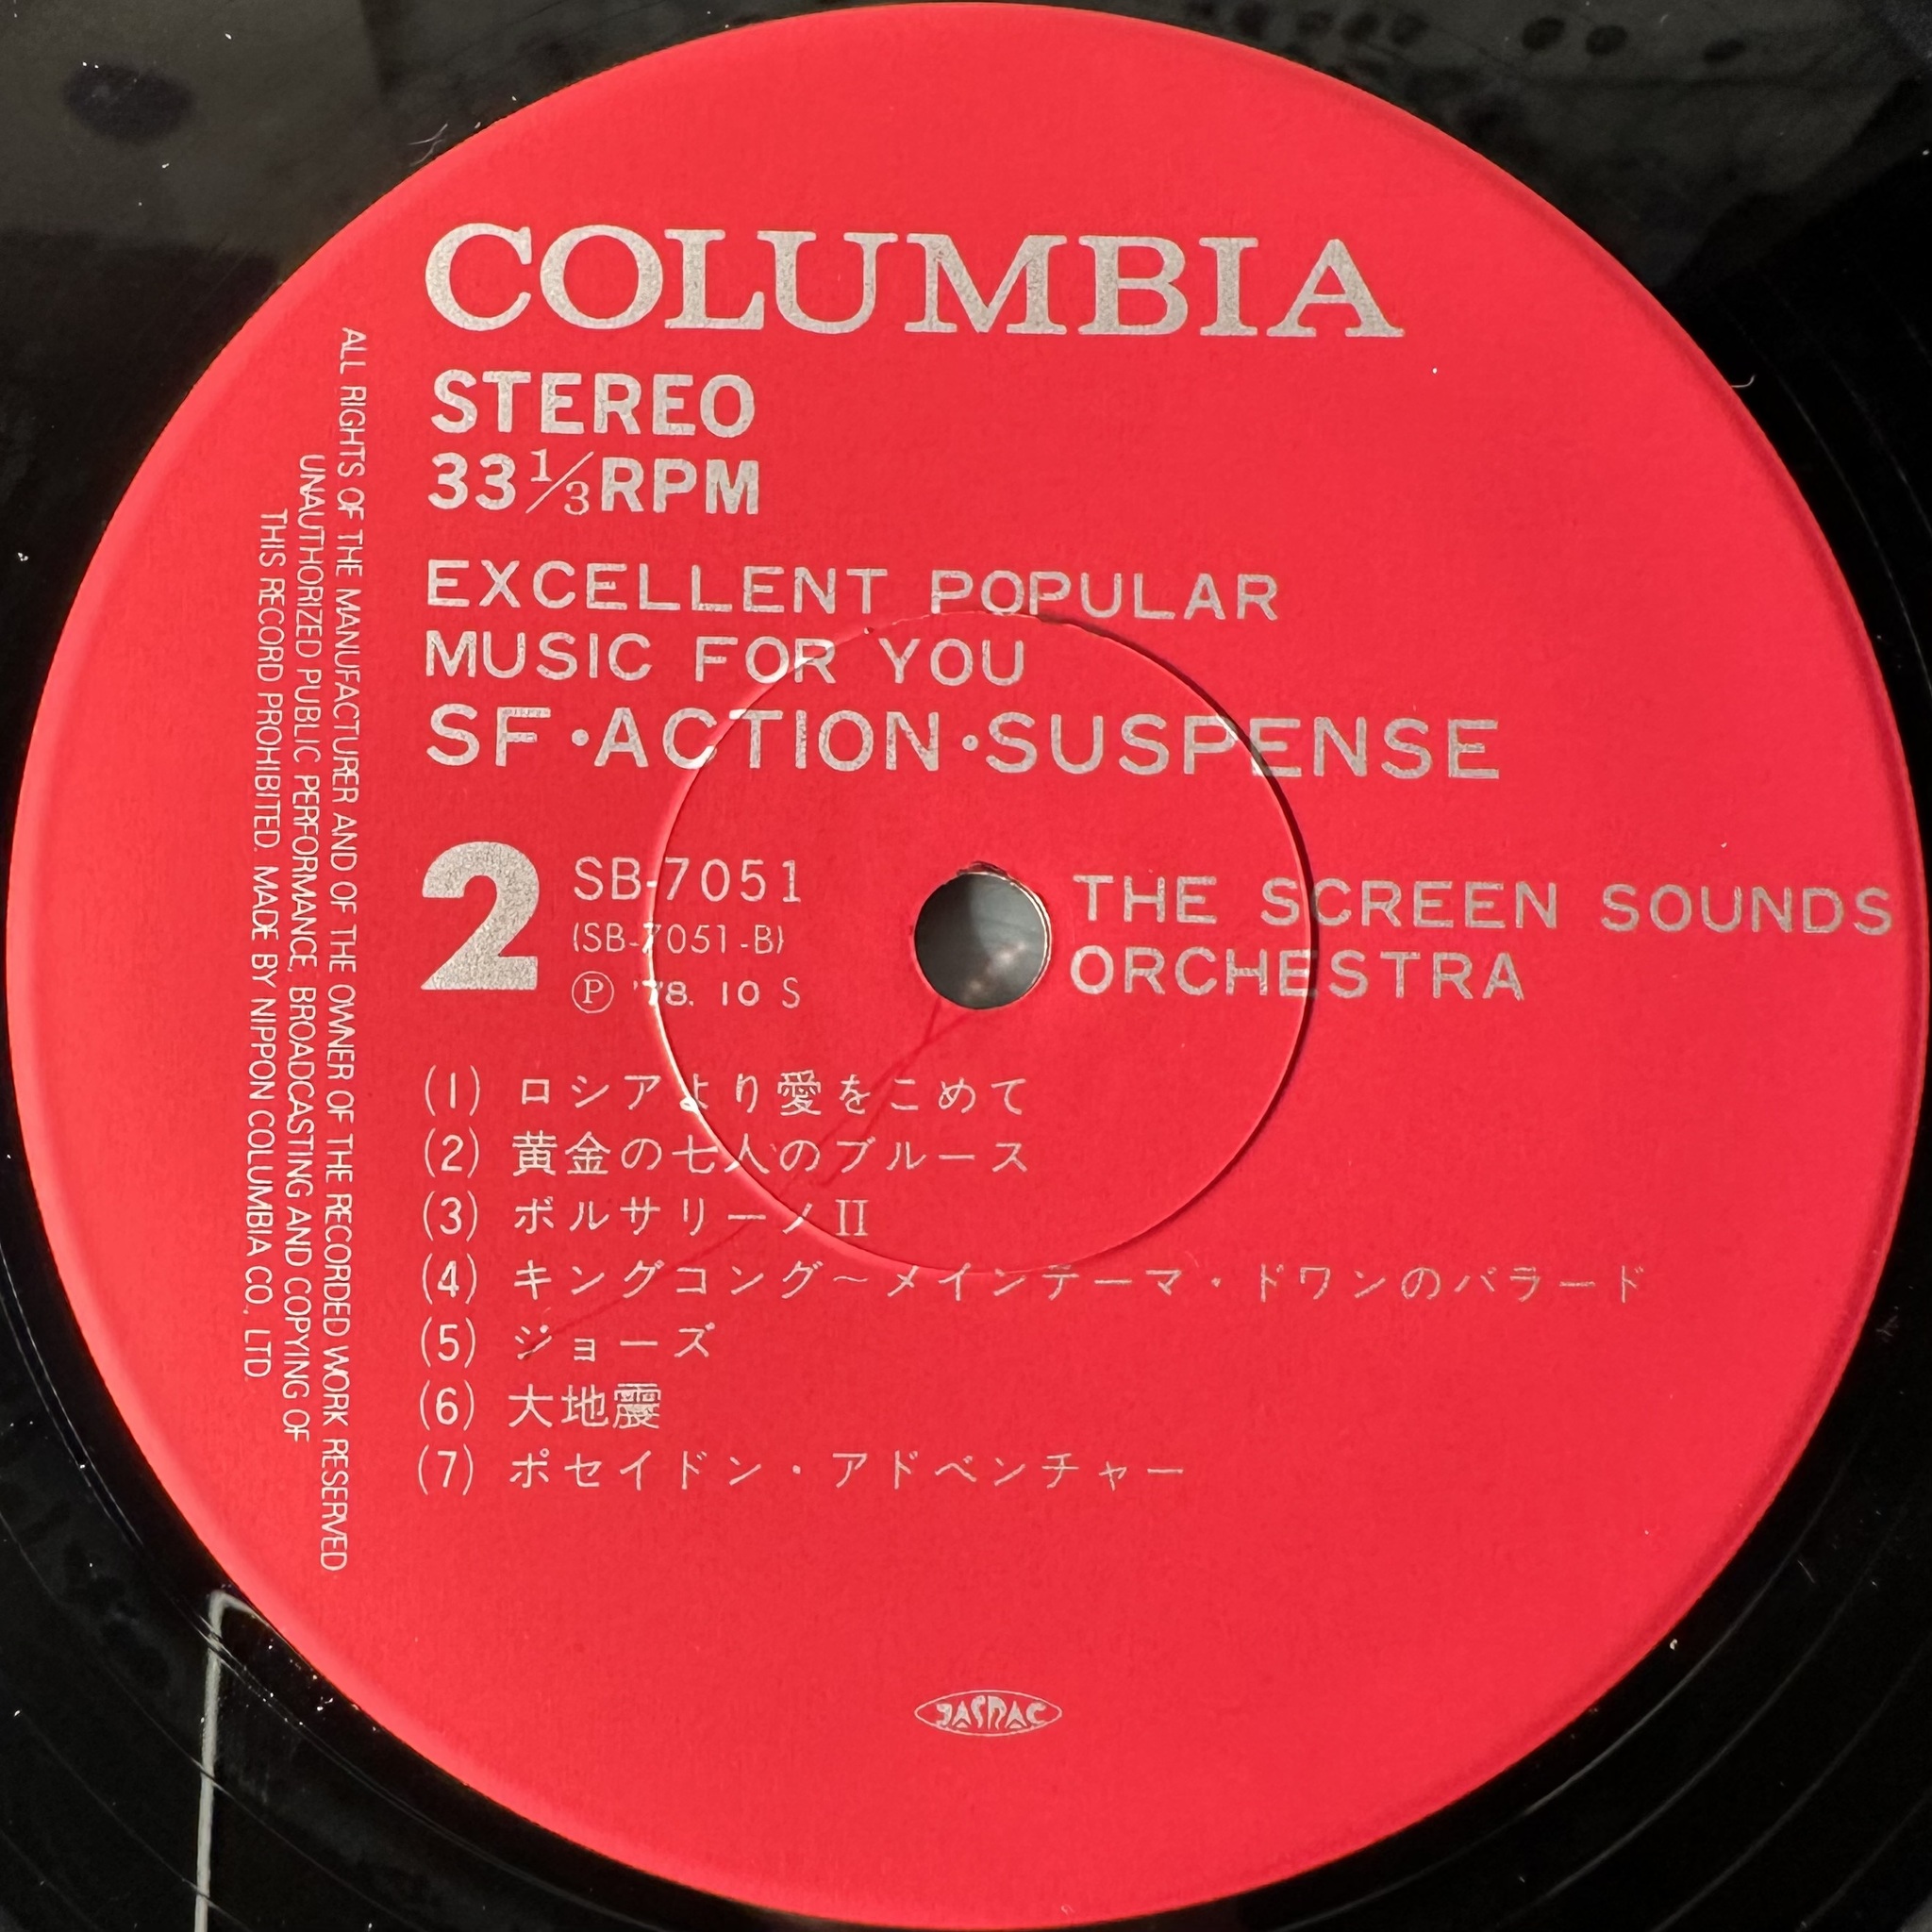 COLUMBIA
STEREO
33 1/3 RPM
EXCELLENT POPULAR
MUSIC FOR YOU
SF・ACTION・SUSPENSE
2
SB-7051
(SB-7051-B)
Ⓟ '78. 10 S
THE SCREEN SOUNDS
ORCHESTRA
(1) ロシアより愛をこめて
(2) 黄金の七人のブルース
(3) ボルサリーノⅡ
(4) キングコング〜メインテーマ・ドワンのバラード
(5) ジョーズ
(6) 大地震
(7) ポセイドン・アドベンチャー
ALL RIGHTS OF THE MANUFACTURER AND OF THE OWNER OF THE RECORDED WORK RESERVED
UNAUTHORIZED PUBLIC PERFORMANCE, BROADCASTING AND COPYING OF
THIS RECORD PROHIBITED. MADE BY NIPPON COLUMBIA CO., LTD
JASRAC